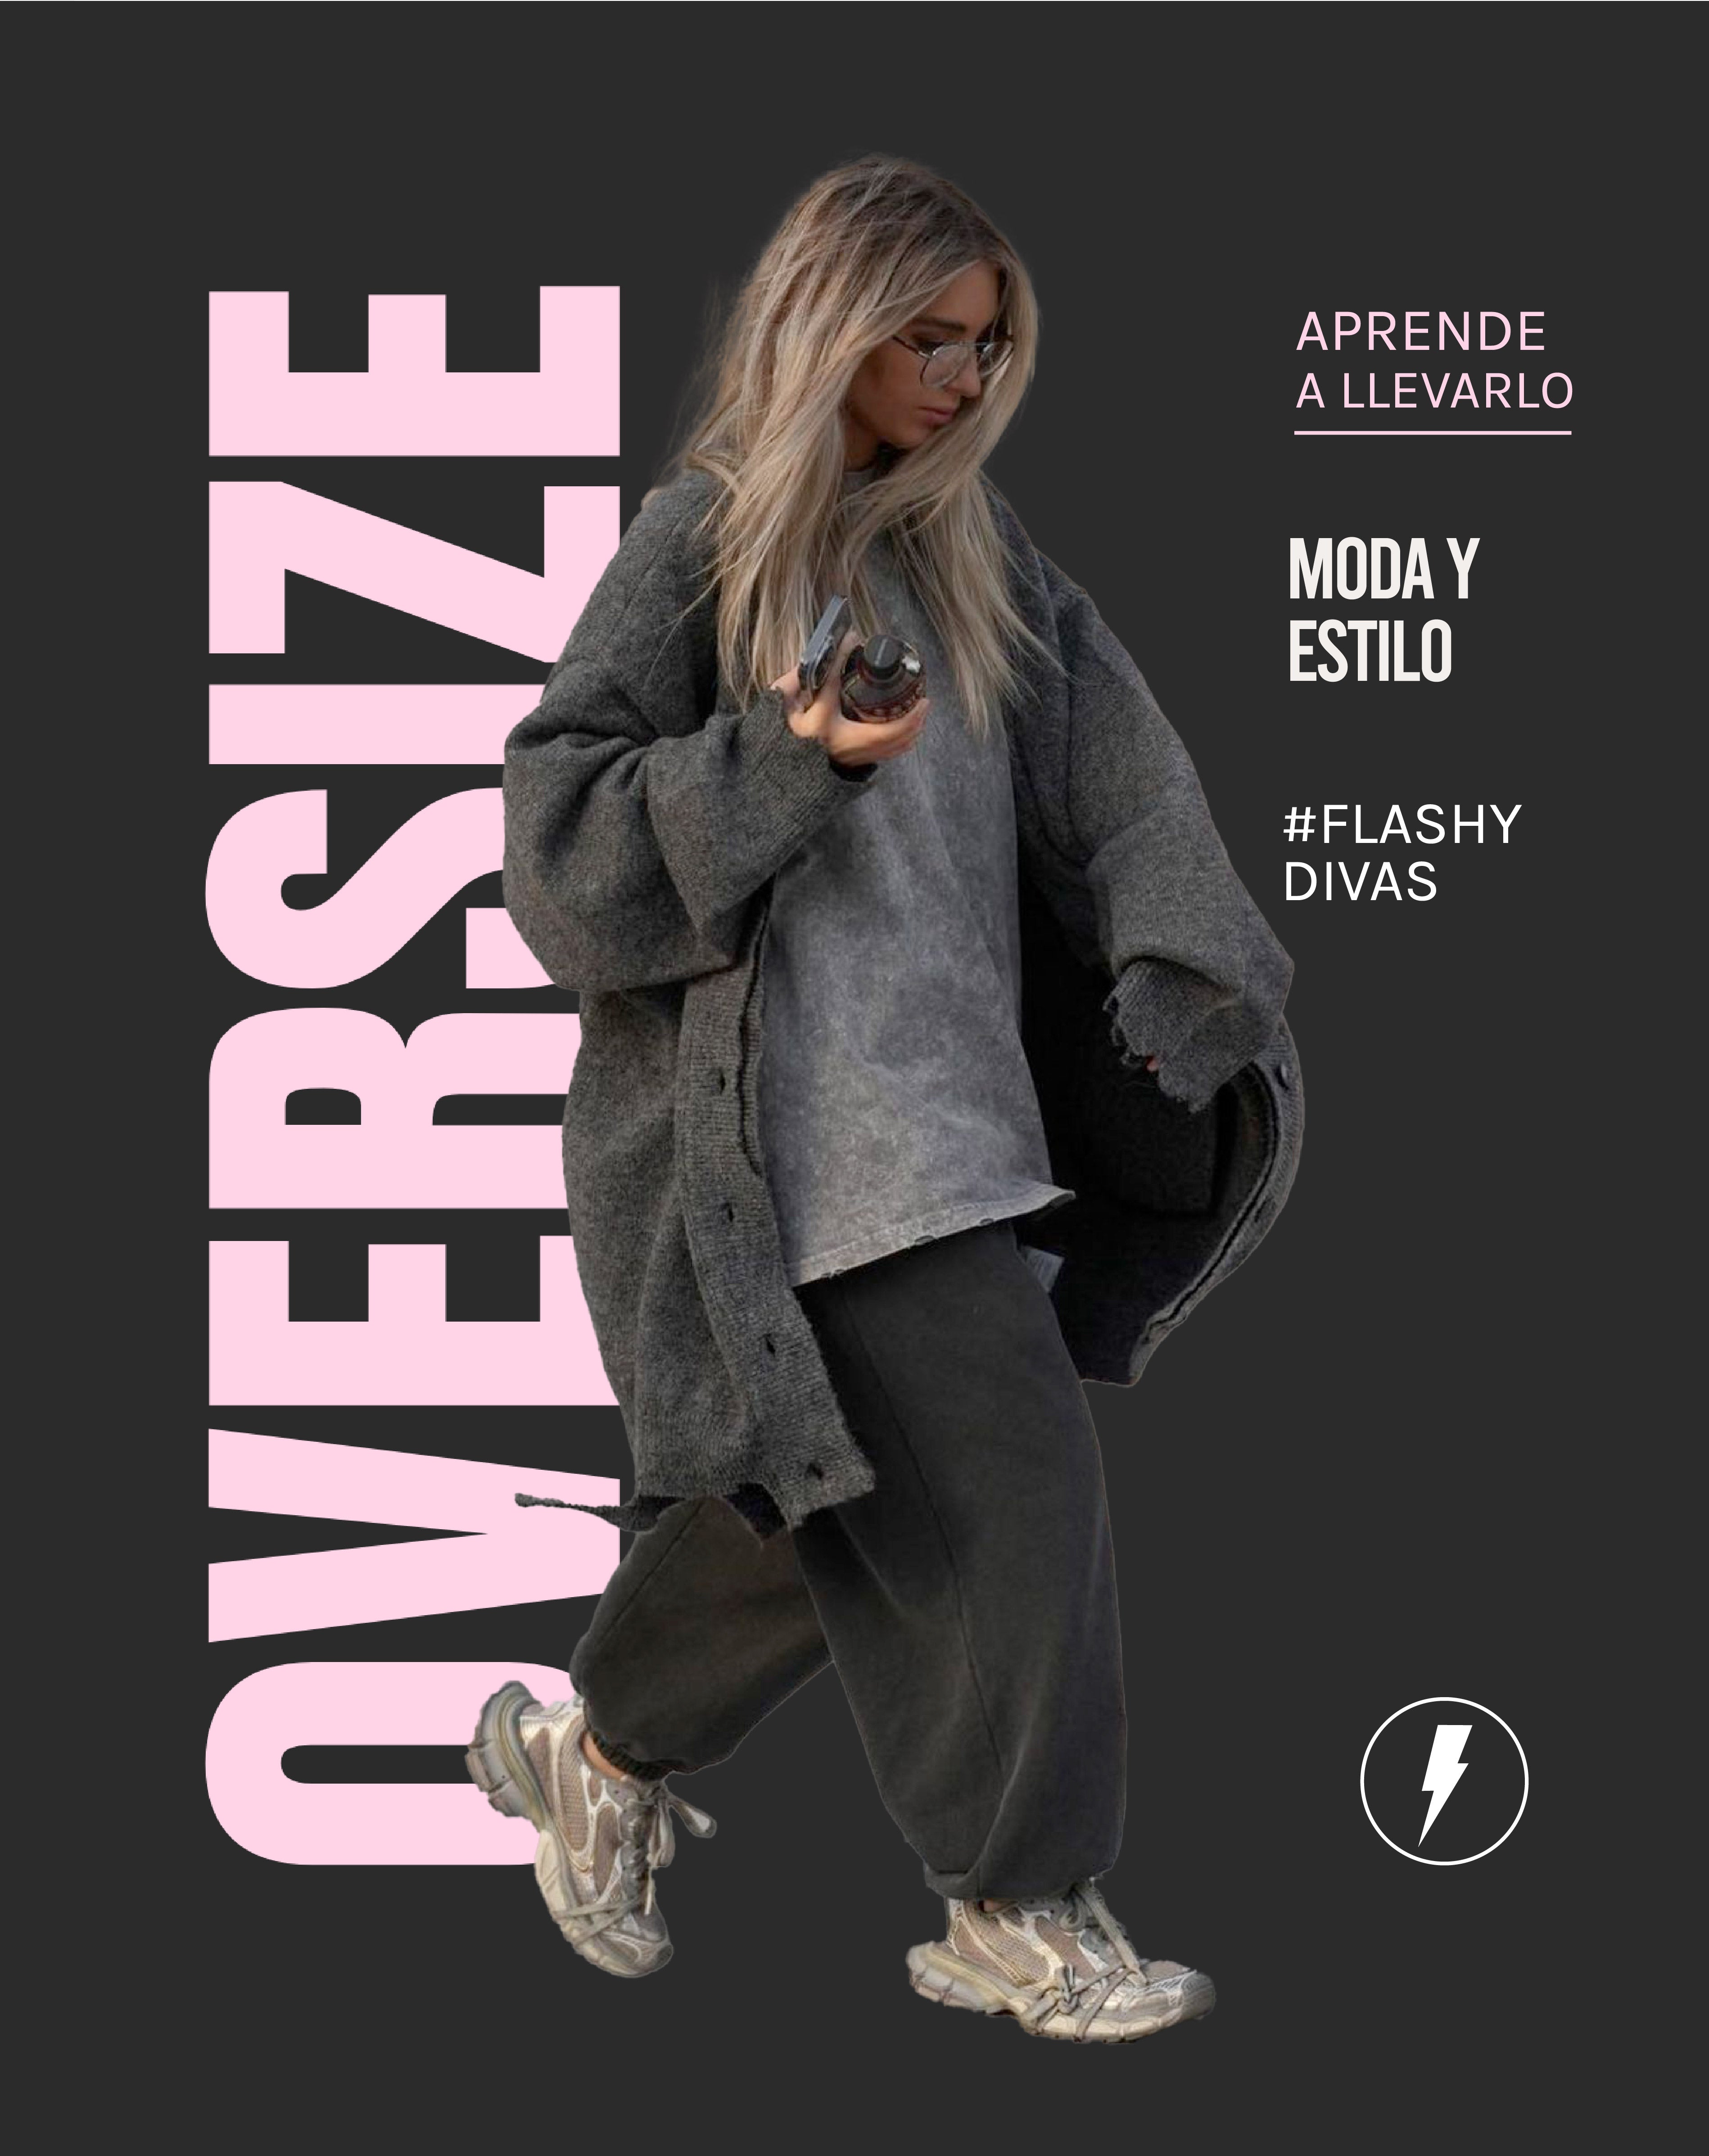 OVERSIZE
APRENDE
A LLEVARLO
MODA Y
ESTILO
#FLASHY
DIVAS